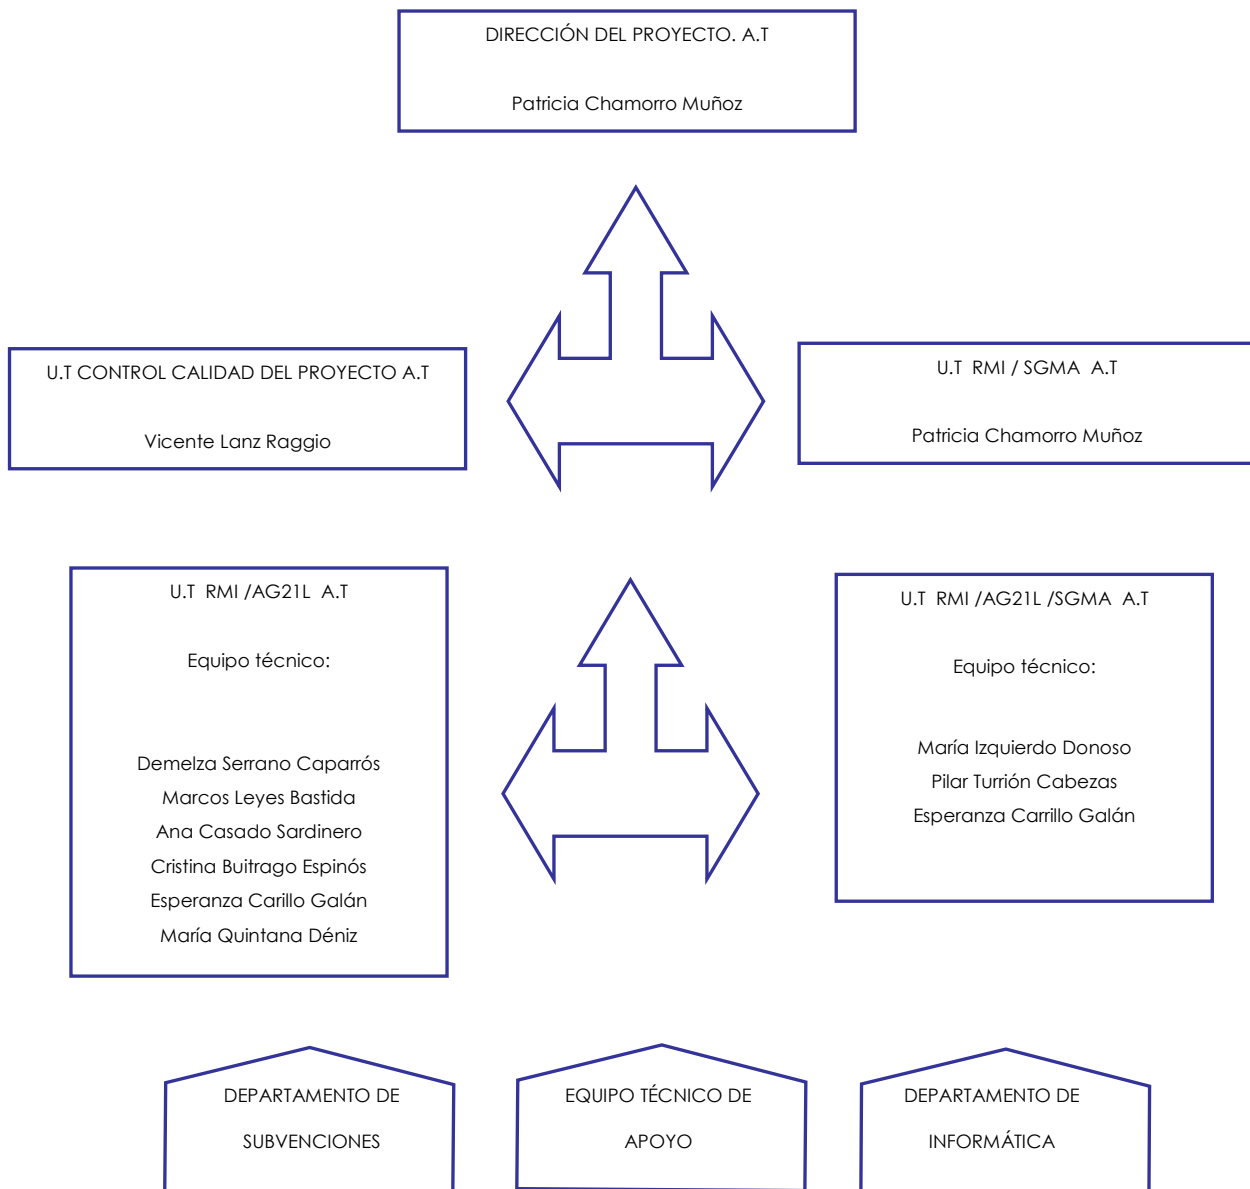 DIRECCIÓN DEL PROYECTO. A.T
Patricia Chamorro Muñoz
U.T CONTROL CALIDAD DEL PROYECTO A.T
Vicente Lanz Raggio
U.T RMI / SGMA A.T
Patricia Chamorro Muñoz
U.T RMI /AG21L A.T
Equipo técnico:
Demelza Serrano Caparrós
Marcos Leyes Bastida
Ana Casado Sardinero
Cristina Buitrago Espinós
Esperanza Carillo Galán
María Quintana Déniz
U.T RMI /AG21L /SGMA A.T
Equipo técnico:
María Izquierdo Donoso
Pilar Turrión Cabezas
Esperanza Carrillo Galán
DEPARTAMENTO DE
SUBVENCIONES
EQUIPO TÉCNICO DE
APOYO
DEPARTAMENTO DE
INFORMÁTICA